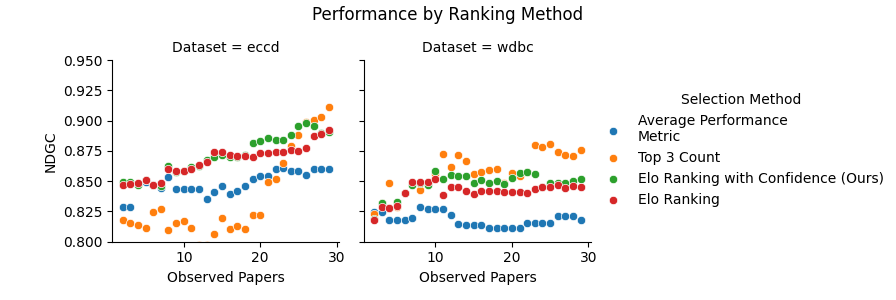 Performance by Ranking Method
Dataset = eccd
Dataset = wdbc
0.950
0.925
0.900
0.875
0.850
0.825
0.800
NDGC
10
20
30
10
20
30
Observed Papers
Observed Papers
Selection Method
Average Performance
Metric
Top 3 Count
Elo Ranking with Confidence (Ours)
Elo Ranking